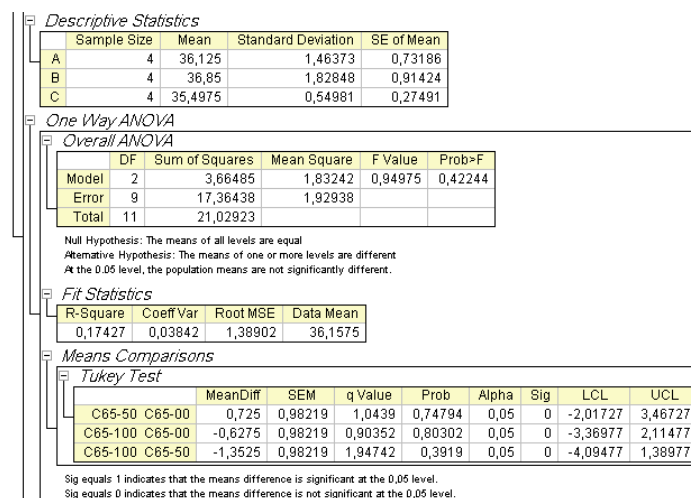 Descriptive Statistics
Sample Size Mean Standard Deviation SE of Mean
A 4 36,125 1,46373 0,73186
B 4 36,85 1,82848 0,91424
C 4 35,4975 0,54981 0,27491
One Way ANOVA
Overall ANOVA
DF Sum of Squares Mean Square F Value Prob>F
Model 2 3,66485 1,83242 0,94975 0,42244
Error 9 17,36438 1,92938
Total 11 21,02923
Null Hypothesis: The means of all levels are equal
Alternative Hypothesis: The means of one or more levels are different
At the 0.05 level, the population means are not significantly different.
Fit Statistics
R-Square Coeff Var Root MSE Data Mean
0,17427 0,03842 1,38902 36,1575
Means Comparisons
Tukey Test
MeanDiff SEM q Value Prob Alpha Sig LCL UCL
C65-50 C65-00 0,725 0,98219 1,0439 0,74794 0,05 0 -2,01727 3,46727
C65-100 C65-00 -0,6275 0,98219 0,90352 0,80302 0,05 0 -3,36977 2,11477
C65-100 C65-50 -1,3525 0,98219 1,94742 0,3919 0,05 0 -4,09477 1,38977
Sig equals 1 indicates that the means difference is significant at the 0,05 level.
Sig equals 0 indicates that the means difference is not significant at the 0,05 level.